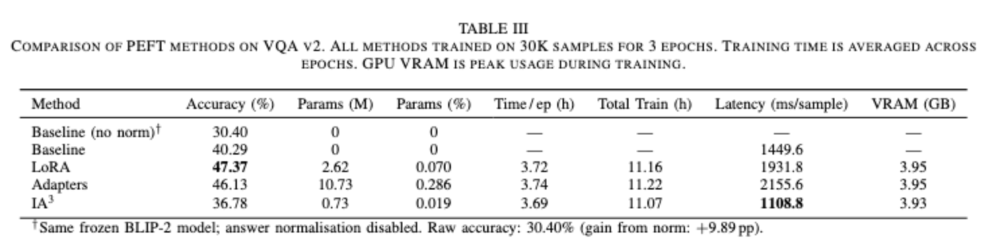 TABLE III
COMPARISON OF PEFT METHODS ON VQA V2. ALL METHODS TRAINED ON 30K SAMPLES FOR 3 EPOCHS. TRAINING TIME IS AVERAGED ACROSS
EPOCHS. GPU VRAM IS PEAK USAGE DURING TRAINING.
Method Accuracy (%) Params (M) Params (%) Time/ep (h) Total Train (h) Latency (ms/sample) VRAM (GB)
Baseline (no norm)† 30.40 0 0 — — — —
Baseline 40.29 0 0 — — 1449.6 —
LoRA 47.37 2.62 0.070 3.72 11.16 1931.8 3.95
Adapters 46.13 10.73 0.286 3.74 11.22 2155.6 3.95
IA³ 36.78 0.73 0.019 3.69 11.07 1108.8 3.93
†Same frozen BLIP-2 model; answer normalisation disabled. Raw accuracy: 30.40% (gain from norm: +9.89 pp).